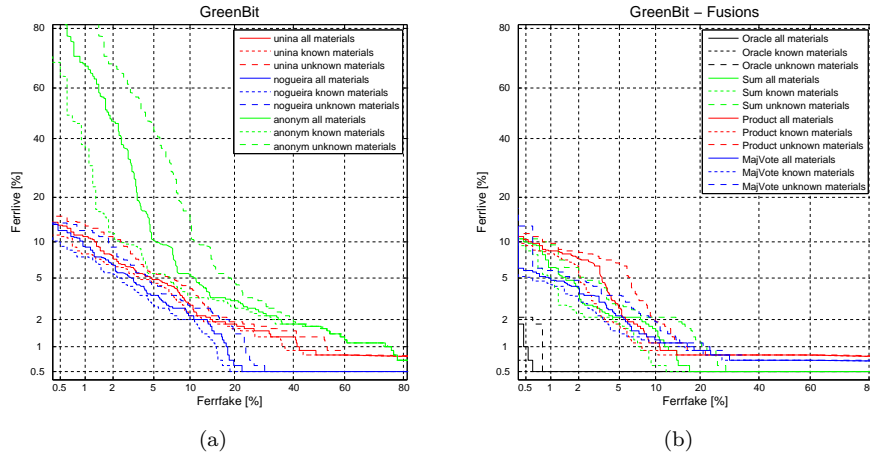 GreenBit
80
60
40
20
10
5
2
1
0.5
Ferrlive [%]
unina all materials
unina known materials
unina unknown materials
nogueira all materials
nogueira known materials
nogueira unknown materials
anonym all materials
anonym known materials
anonym unknown materials
0.5 1 2 5 10 20 40 60 80
Ferrfake [%]
(a)
GreenBit − Fusions
80
60
40
20
10
5
2
1
0.5
Ferrlive [%]
Oracle all materials
Oracle known materials
Oracle unknown materials
Sum all materials
Sum known materials
Sum unknown materials
Product all materials
Product known materials
Product unknown materials
MajVote all materials
MajVote known materials
MajVote unknown materials
0.5 1 2 5 10 20 40 60 8
Ferrfake [%]
(b)